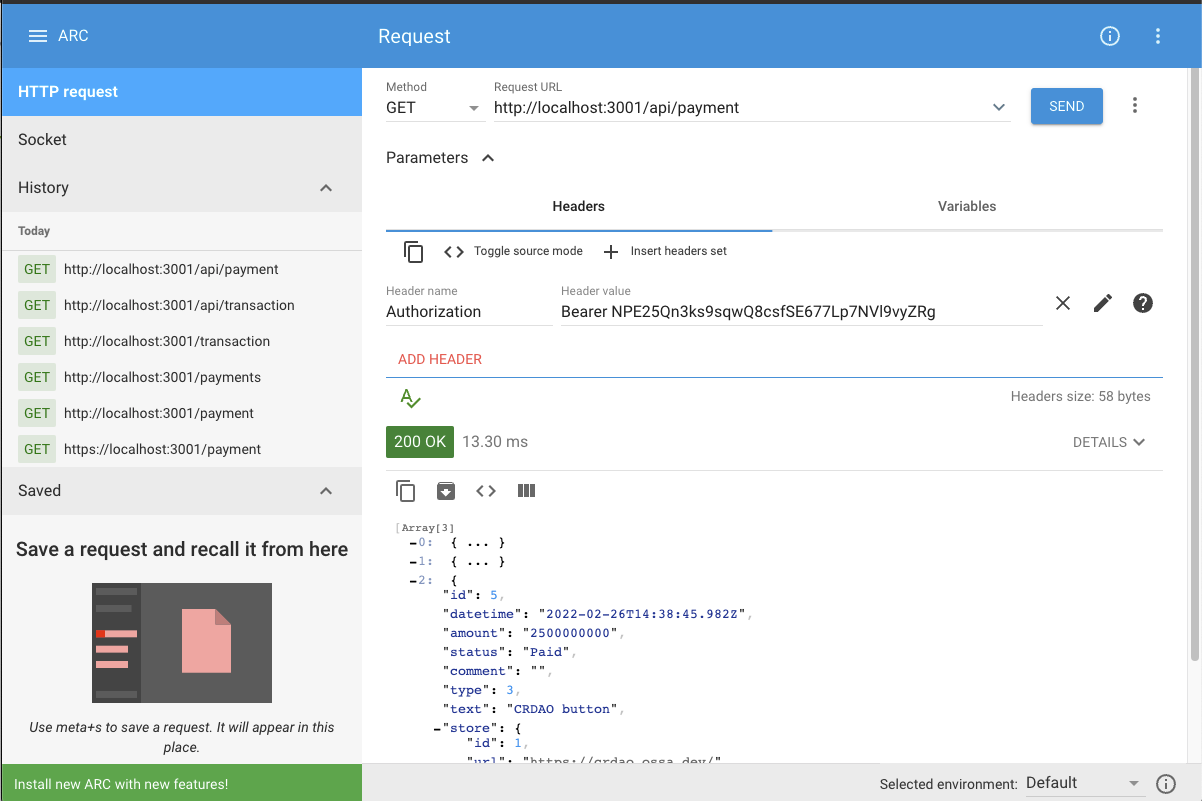 ARC
Request
HTTP request
Socket
History
Today
GET http://localhost:3001/api/payment
GET http://localhost:3001/api/transaction
GET http://localhost:3001/transaction
GET http://localhost:3001/payments
GET http://localhost:3001/payment
GET https://localhost:3001/payment
Saved
Save a request and recall it from here
Use meta+s to save a request. It will appear in this
place.
Install new ARC with new features!
Method
GET
Request URL
http://localhost:3001/api/payment
SEND
Parameters
Headers
Variables
Toggle source mode
Insert headers set
Header name
Authorization
Header value
Bearer NPE25Qn3ks9sqwQ8csfSE677Lp7NVl9vyZRg
ADD HEADER
Headers size: 58 bytes
200 OK 13.30 ms
DETAILS
[Array[3]
0: { ... }
1: { ... }
2: {
"id": 5,
"datetime": "2022-02-26T14:38:45.982Z",
"amount": "2500000000",
"status": "Paid",
"comment": "",
"type": 3,
"text": "CRDAO button",
"store": {
"id": 1,
"url": "https://crdao.ossa.dev/"
Selected environment: Default